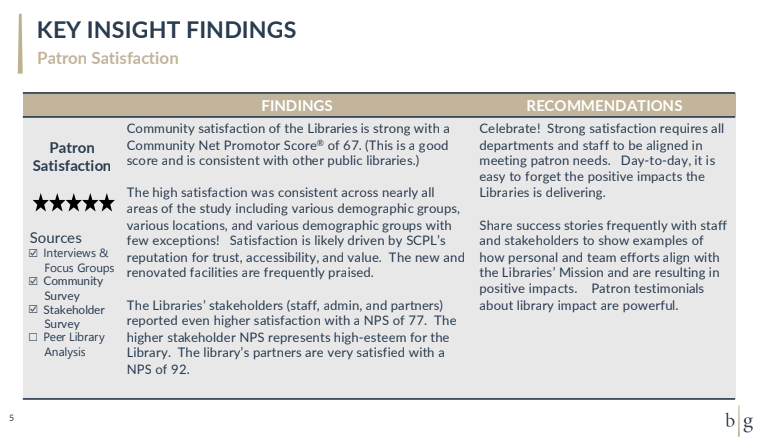 KEY INSIGHT FINDINGS
Patron Satisfaction
FINDINGS
RECOMMENDATIONS
Patron
Satisfaction
★★★★★
Sources
☑ Interviews &
Focus Groups
☑ Community
Survey
☑ Stakeholder
Survey
☐ Peer Library
Analysis
Community satisfaction of the Libraries is strong with a
Community Net Promotor Score® of 67. (This is a good
score and is consistent with other public libraries.)
The high satisfaction was consistent across nearly all
areas of the study including various demographic groups,
various locations, and various demographic groups with
few exceptions! Satisfaction is likely driven by SCPL's
reputation for trust, accessibility, and value. The new and
renovated facilities are frequently praised.
The Libraries' stakeholders (staff, admin, and partners)
reported even higher satisfaction with a NPS of 77. The
higher stakeholder NPS represents high-esteem for the
Library. The library's partners are very satisfied with a
NPS of 92.
Celebrate! Strong satisfaction requires all
departments and staff to be aligned in
meeting patron needs. Day-to-day, it is
easy to forget the positive impacts the
Libraries is delivering.
Share success stories frequently with staff
and stakeholders to show examples of
how personal and team efforts align with
the Libraries' Mission and are resulting in
positive impacts. Patron testimonials
about library impact are powerful.
5
b|g